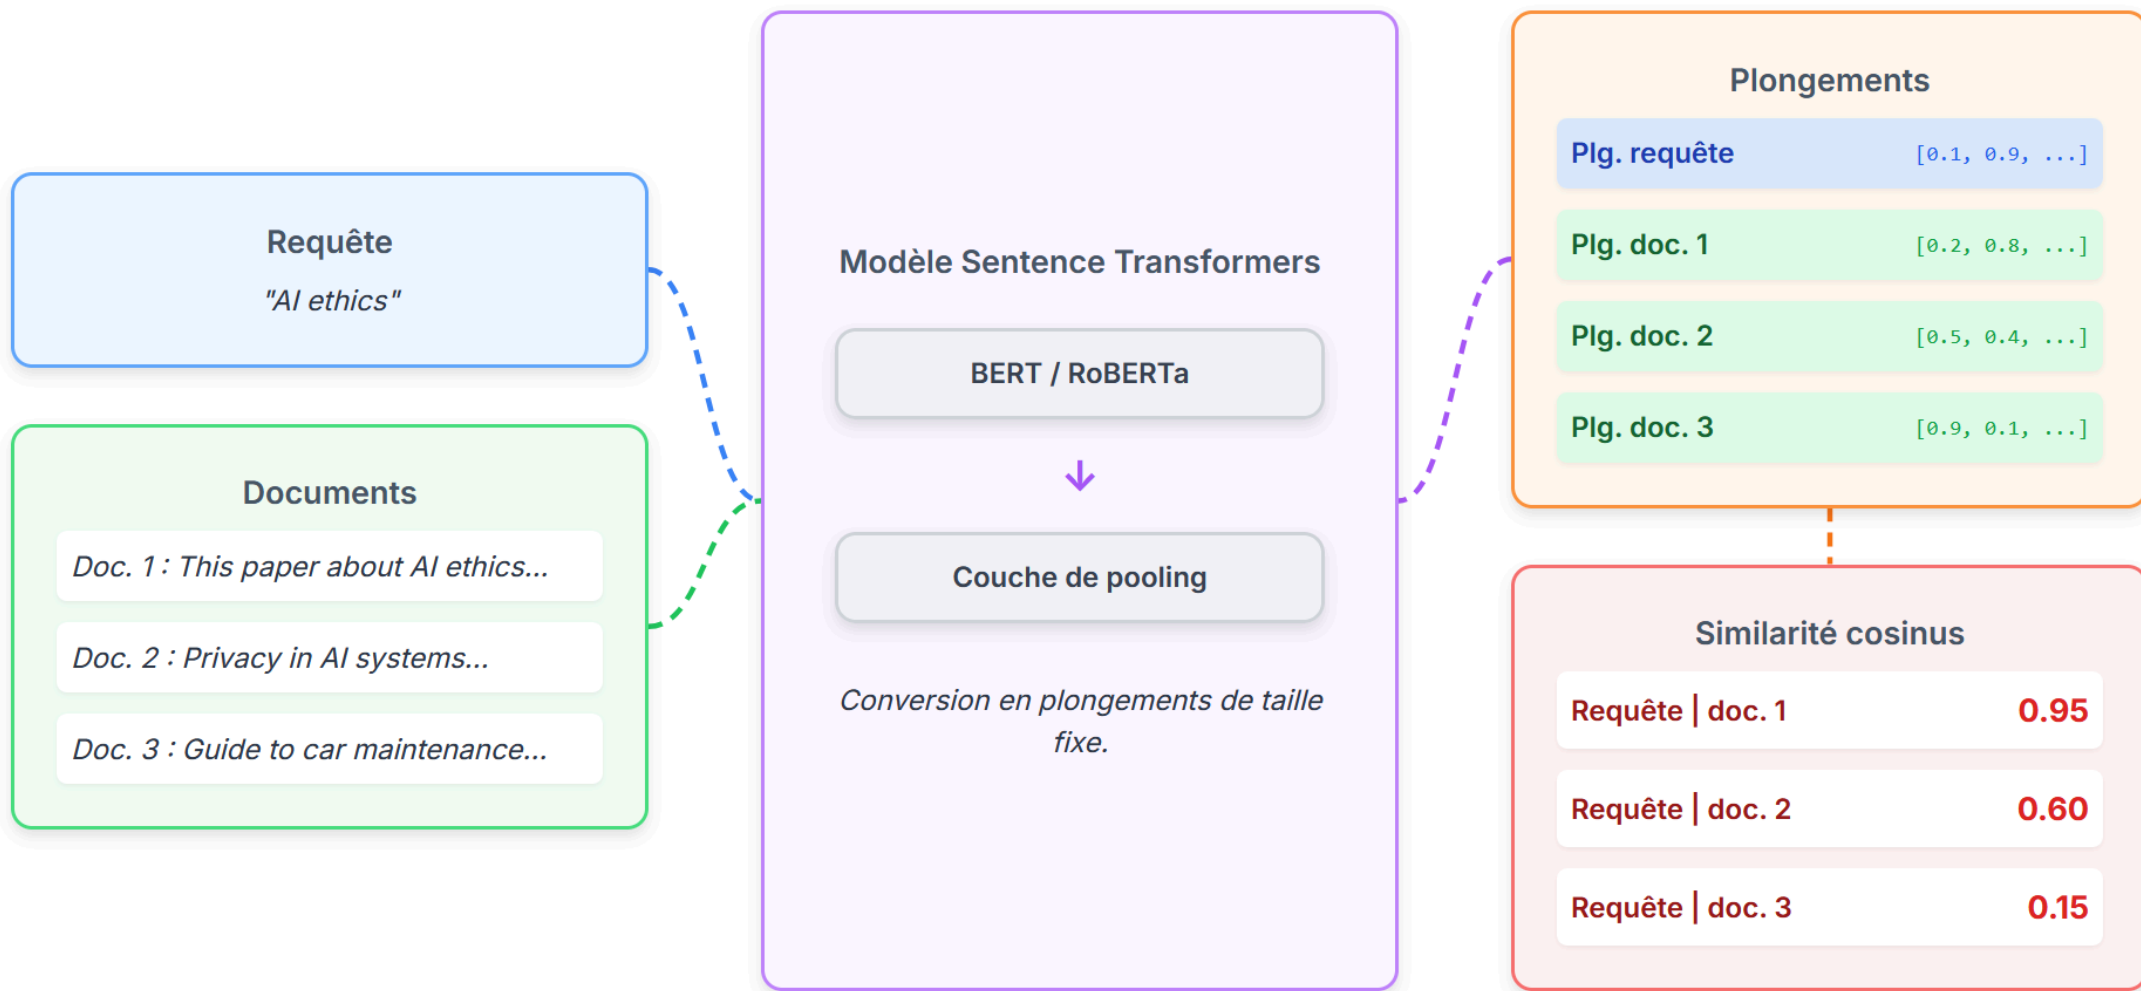 Requête
"AI ethics"
Documents
Doc. 1 : This paper about AI ethics...
Doc. 2 : Privacy in AI systems...
Doc. 3 : Guide to car maintenance...
Modèle Sentence Transformers
BERT / RoBERTa
Couche de pooling
Conversion en plongements de taille
fixe.
Plongements
Plg. requête [0.1, 0.9, ...]
Plg. doc. 1 [0.2, 0.8, ...]
Plg. doc. 2 [0.5, 0.4, ...]
Plg. doc. 3 [0.9, 0.1, ...]
Similarité cosinus
Requête | doc. 1 0.95
Requête | doc. 2 0.60
Requête | doc. 3 0.15